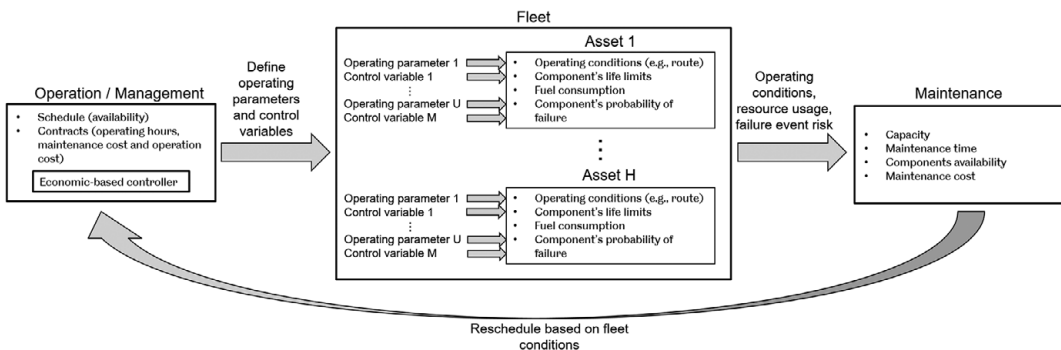 Operation / Management
• Schedule (availability)
• Contracts (operating hours,
maintenance cost and operation
cost)
Economic-based controller
Define
operating
parameters
and control
variables
Fleet
Asset 1
Operating parameter 1
Control variable 1
⋮
Operating parameter U
Control variable M
• Operating conditions (e.g., route)
• Component's life limits
• Fuel consumption
• Component's probability of
failure
⋮
Asset H
Operating parameter 1
Control variable 1
⋮
Operating parameter U
Control variable M
• Operating conditions (e.g., route)
• Component's life limits
• Fuel consumption
• Component's probability of
failure
Operating
conditions,
resource usage,
failure event risk
Maintenance
• Capacity
• Maintenance time
• Components availability
• Maintenance cost
Reschedule based on fleet
conditions